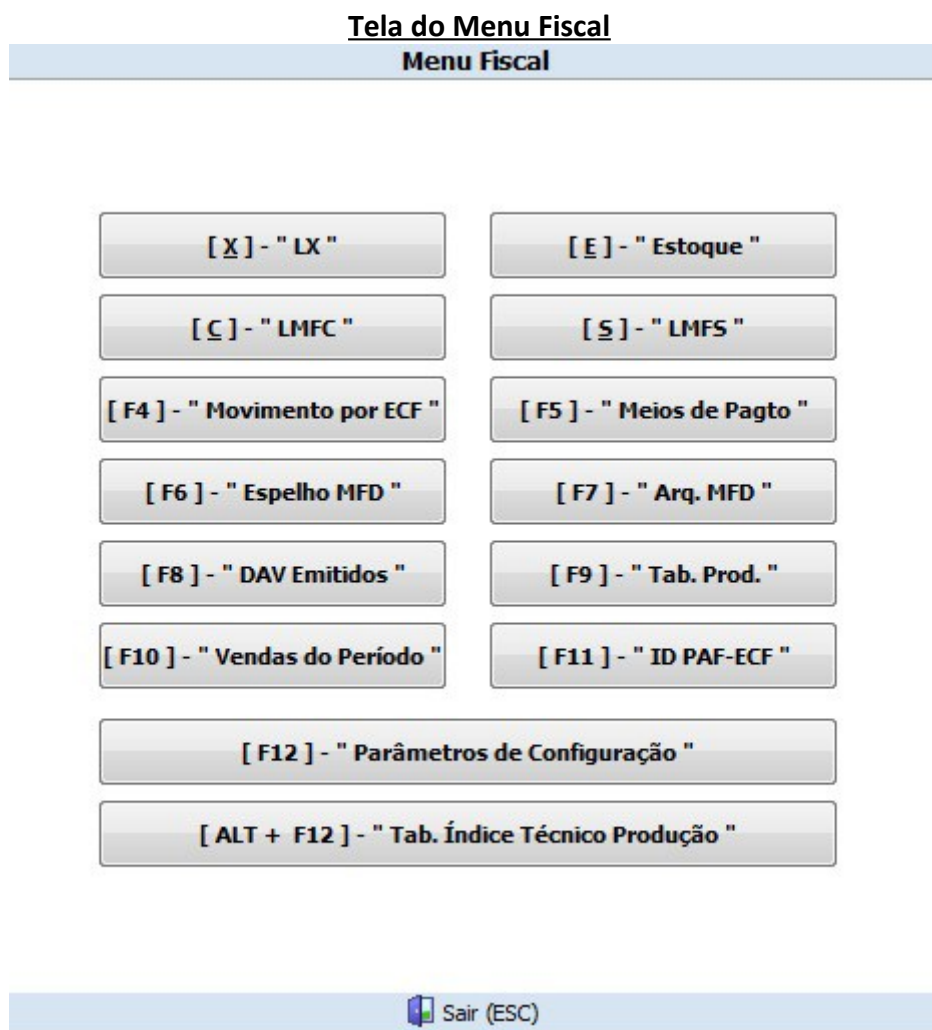 Tela do Menu Fiscal
Menu Fiscal
[ X ] - " LX "
[ E ] - " Estoque "
[ C ] - " LMFC "
[ S ] - " LMFS "
[ F4 ] - " Movimento por ECF "
[ F5 ] - " Meios de Pagto "
[ F6 ] - " Espelho MFD "
[ F7 ] - " Arq. MFD "
[ F8 ] - " DAV Emitidos "
[ F9 ] - " Tab. Prod. "
[ F10 ] - " Vendas do Período "
[ F11 ] - " ID PAF-ECF "
[ F12 ] - " Parâmetros de Configuração "
[ ALT + F12 ] - " Tab. Índice Técnico Produção "
Sair (ESC)